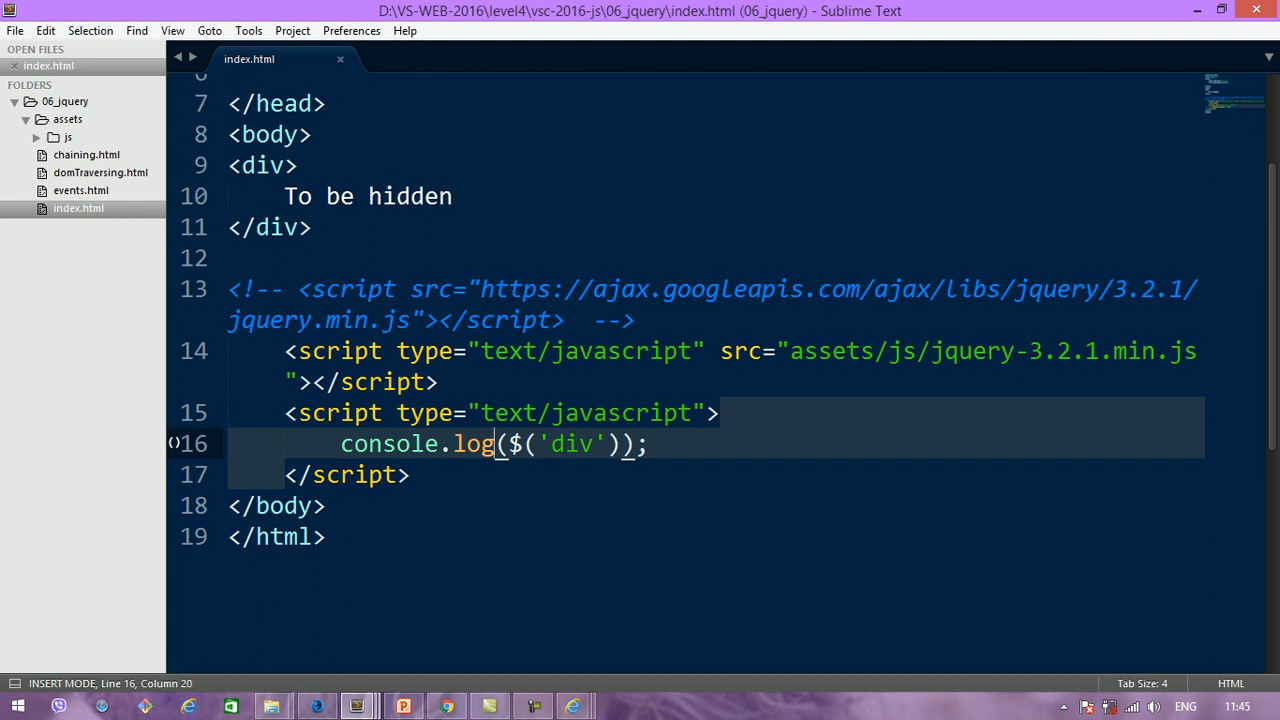 D:\VS-WEB-2016\level4\vsc-2016-js\06_jquery\index.html (06_jquery) - Sublime Text
File Edit Selection Find View Goto Tools Project Preferences Help
OPEN FILES
index.html
FOLDERS
06_jquery
assets
js
chaining.html
domTraversing.html
events.html
index.html
index.html
6
7 </head>
8 <body>
9 <div>
10 To be hidden
11 </div>
12
13 <!-- <script src="https://ajax.googleapis.com/ajax/libs/jquery/3.2.1/
jquery.min.js"></script>  -->
14 <script type="text/javascript" src="assets/js/jquery-3.2.1.min.js
"></script>
15 <script type="text/javascript">
16 console.log($('div'));
17 </script>
18 </body>
19 </html>
INSERT MODE, Line 16, Column 20 Tab Size: 4 HTML
ENG 11:45